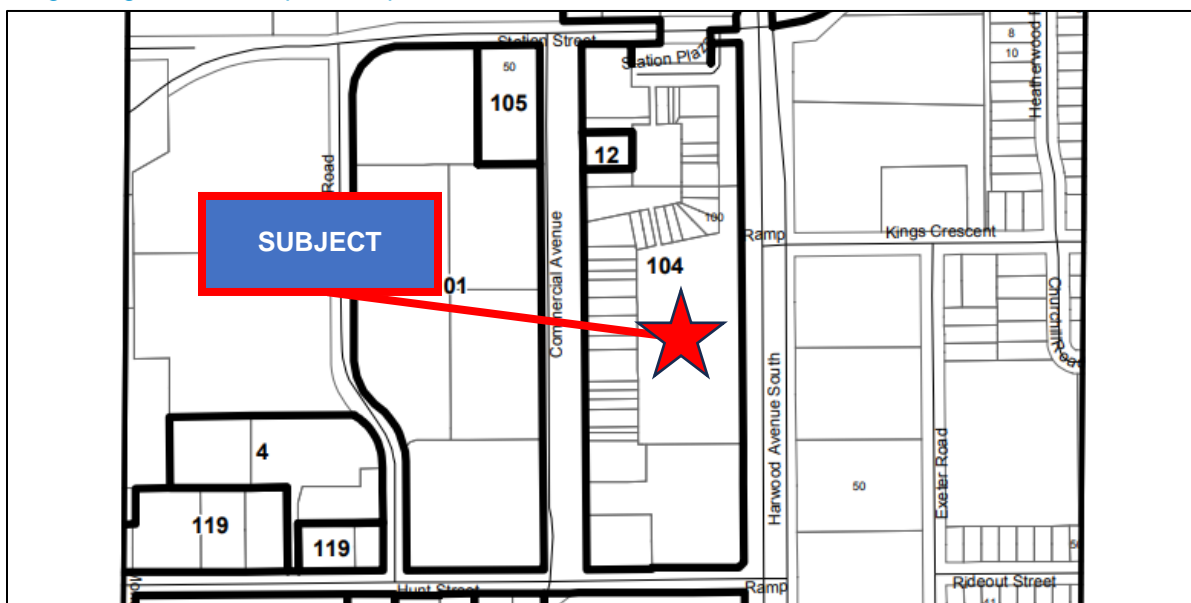 Station Street
Station Plaza
8
10
Heatherwood
50
105
12
Road
SUBJECT
01
Commercial Avenue
100
104
Ramp
Kings Crescent
Churchill Road
4
119
119
Harwood Avenue South
50
Exeter Road
Hunt Street
Ramp
Rideout Street